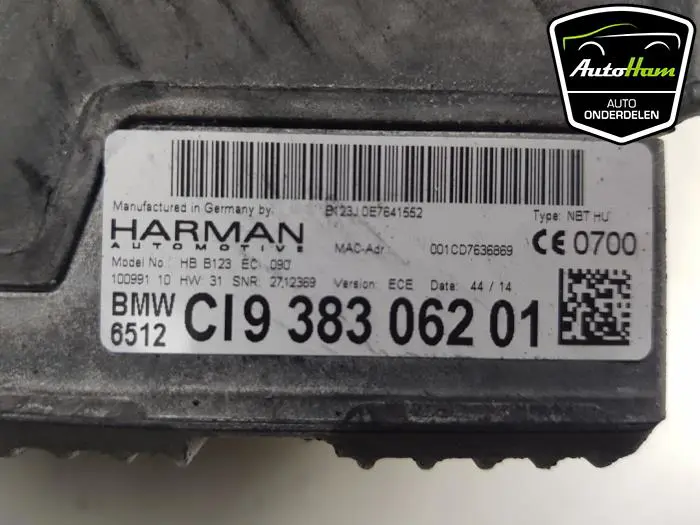 AutoHam
AUTO
ONDERDELEN
B123J 0E7641552
Manufactured in Germany by:
Type: NBT HU
HARMAN
AUTOMOTIVE
MAC-Adr: 001CD7636869
CE 0700
Model No.: HB B123 EC: 090
100991 10 HW: 31 SNR: 2712369 Version: ECE Date: 44 / 14
BMW
6512 CI 9 383 062 01